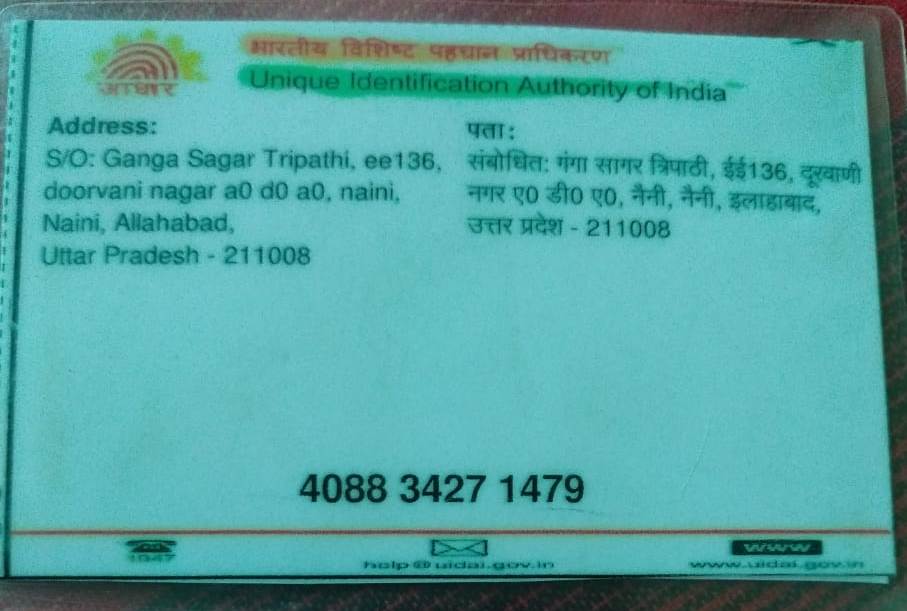 भारतीय विशिष्ट पहचान प्राधिकरण
Unique Identification Authority of India
आधार
Address:
S/O: Ganga Sagar Tripathi, ee136,
doorvani nagar a0 d0 a0, naini,
Naini, Allahabad,
Uttar Pradesh - 211008
पता:
संबोधित: गंगा सागर त्रिपाठी, ईई136, दूरवाणी
नगर ए0 डी0 ए0, नैनी, नैनी, इलाहाबाद,
उत्तर प्रदेश - 211008
4088 3427 1479
1947
help@uidai.gov.in
www
www.uidai.gov.in